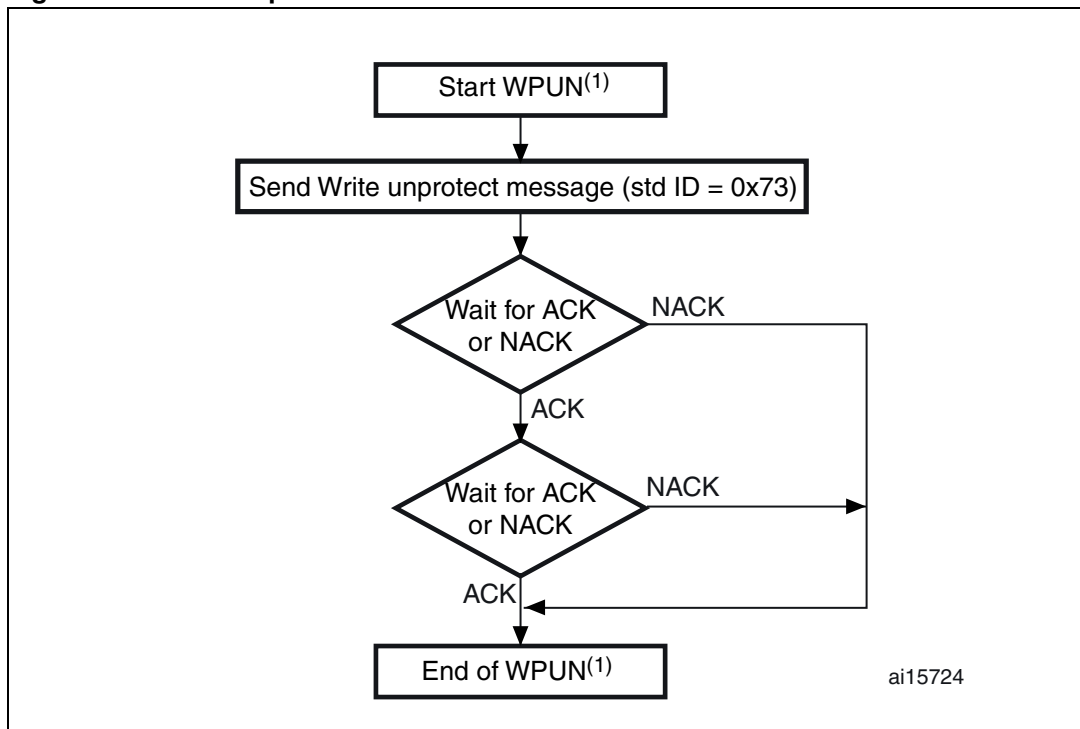 Start WPUN(1)
Send Write unprotect message (std ID = 0x73)
Wait for ACK
or NACK
NACK
ACK
Wait for ACK
or NACK
NACK
ACK
End of WPUN(1)
ai15724